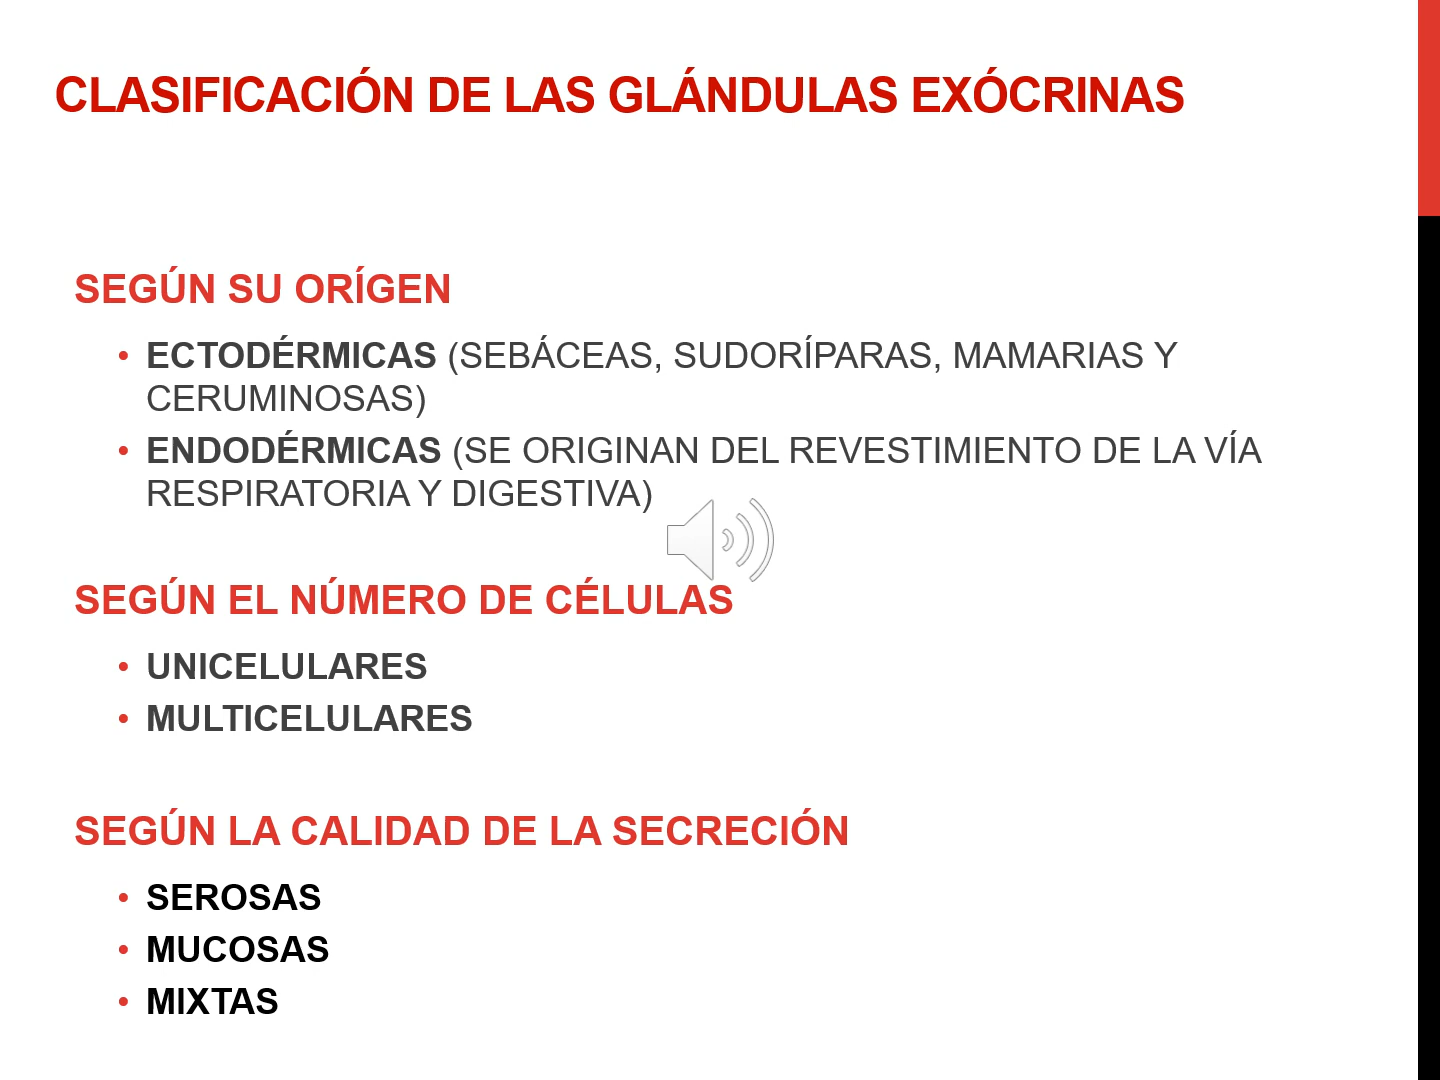 CLASIFICACIÓN DE LAS GLÁNDULAS EXÓCRINAS
SEGÚN SU ORÍGEN
• ECTODÉRMICAS (SEBÁCEAS, SUDORÍPARAS, MAMARIAS Y
CERUMINOSAS)
• ENDODÉRMICAS (SE ORIGINAN DEL REVESTIMIENTO DE LA VÍA
RESPIRATORIA Y DIGESTIVA)
SEGÚN EL NÚMERO DE CÉLULAS
• UNICELULARES
• MULTICELULARES
SEGÚN LA CALIDAD DE LA SECRECIÓN
• SEROSAS
• MUCOSAS
• MIXTAS